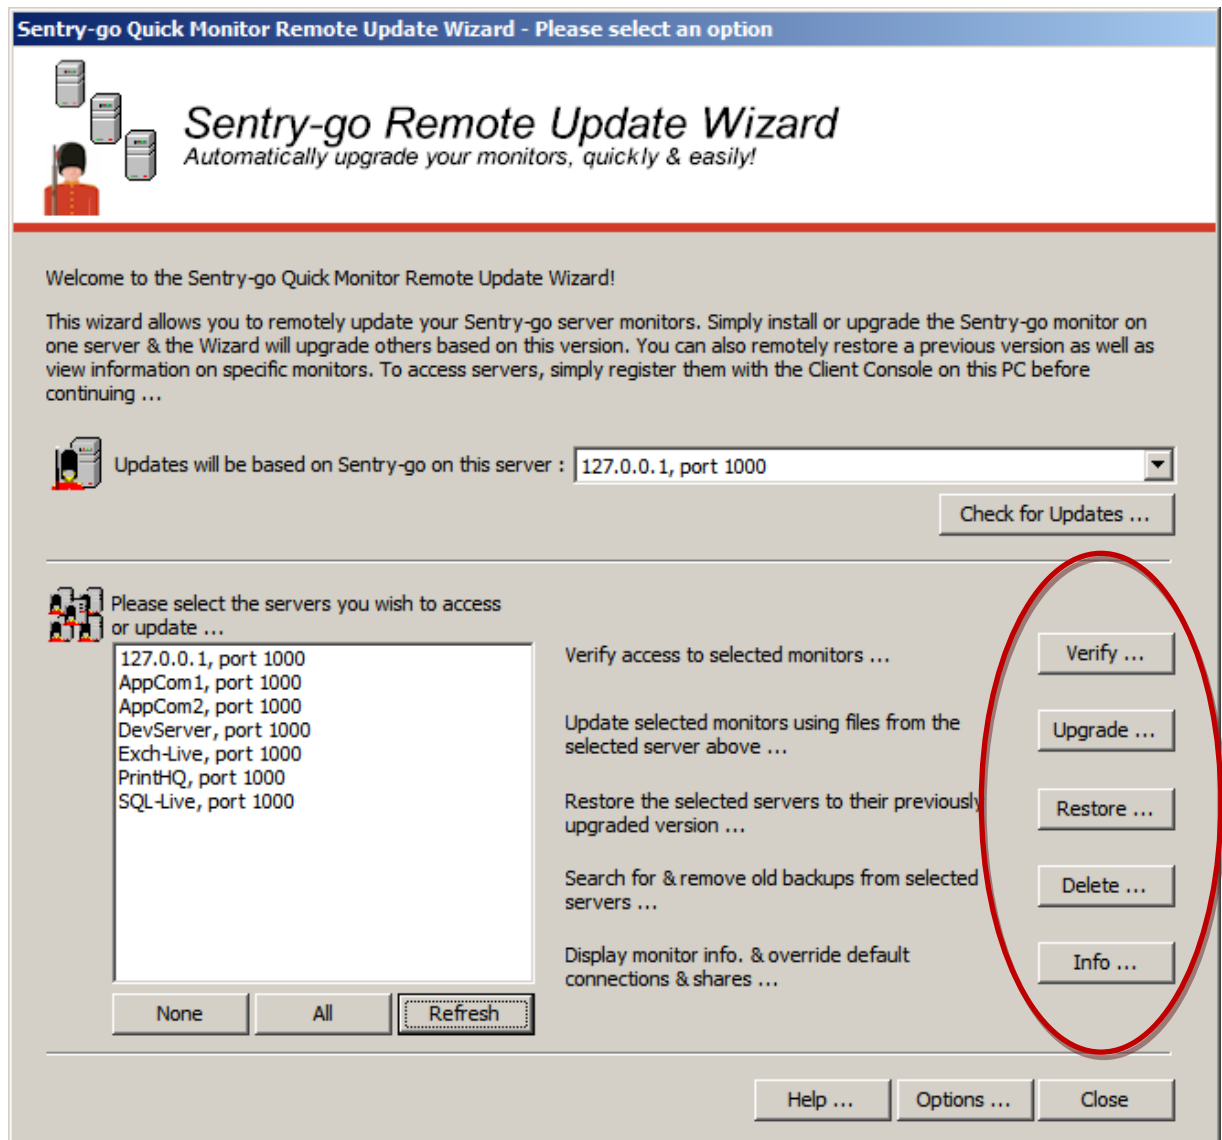 Sentry-go Quick Monitor Remote Update Wizard - Please select an option
Sentry-go Remote Update Wizard
Automatically upgrade your monitors, quickly & easily!
Welcome to the Sentry-go Quick Monitor Remote Update Wizard!
This wizard allows you to remotely update your Sentry-go server monitors. Simply install or upgrade the Sentry-go monitor on
one server & the Wizard will upgrade others based on this version. You can also remotely restore a previous version as well as
view information on specific monitors. To access servers, simply register them with the Client Console on this PC before
continuing ...
Updates will be based on Sentry-go on this server :
127.0.0.1, port 1000
Check for Updates ...
Please select the servers you wish to access
or update ...
127.0.0.1, port 1000
AppCom1, port 1000
AppCom2, port 1000
DevServer, port 1000
Exch-Live, port 1000
PrintHQ, port 1000
SQL-Live, port 1000
None
All
Refresh
Verify access to selected monitors ...
Verify ...
Update selected monitors using files from the
selected server above ...
Upgrade ...
Restore the selected servers to their previously
upgraded version ...
Restore ...
Search for & remove old backups from selected
servers ...
Delete ...
Display monitor info. & override default
connections & shares ...
Info ...
Help ...
Options ...
Close